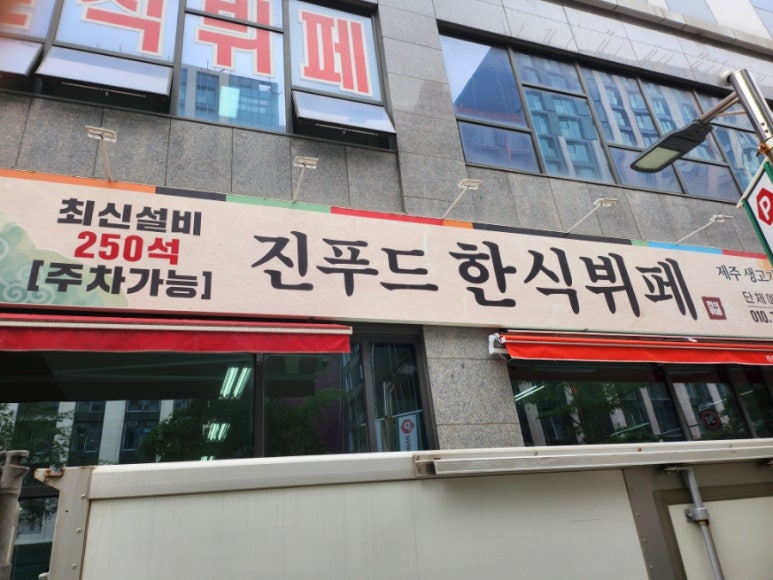 식뷔페
최신설비
250석
[주차가능]
진푸드 한식뷔페
제주 생고기
단체
010.
P